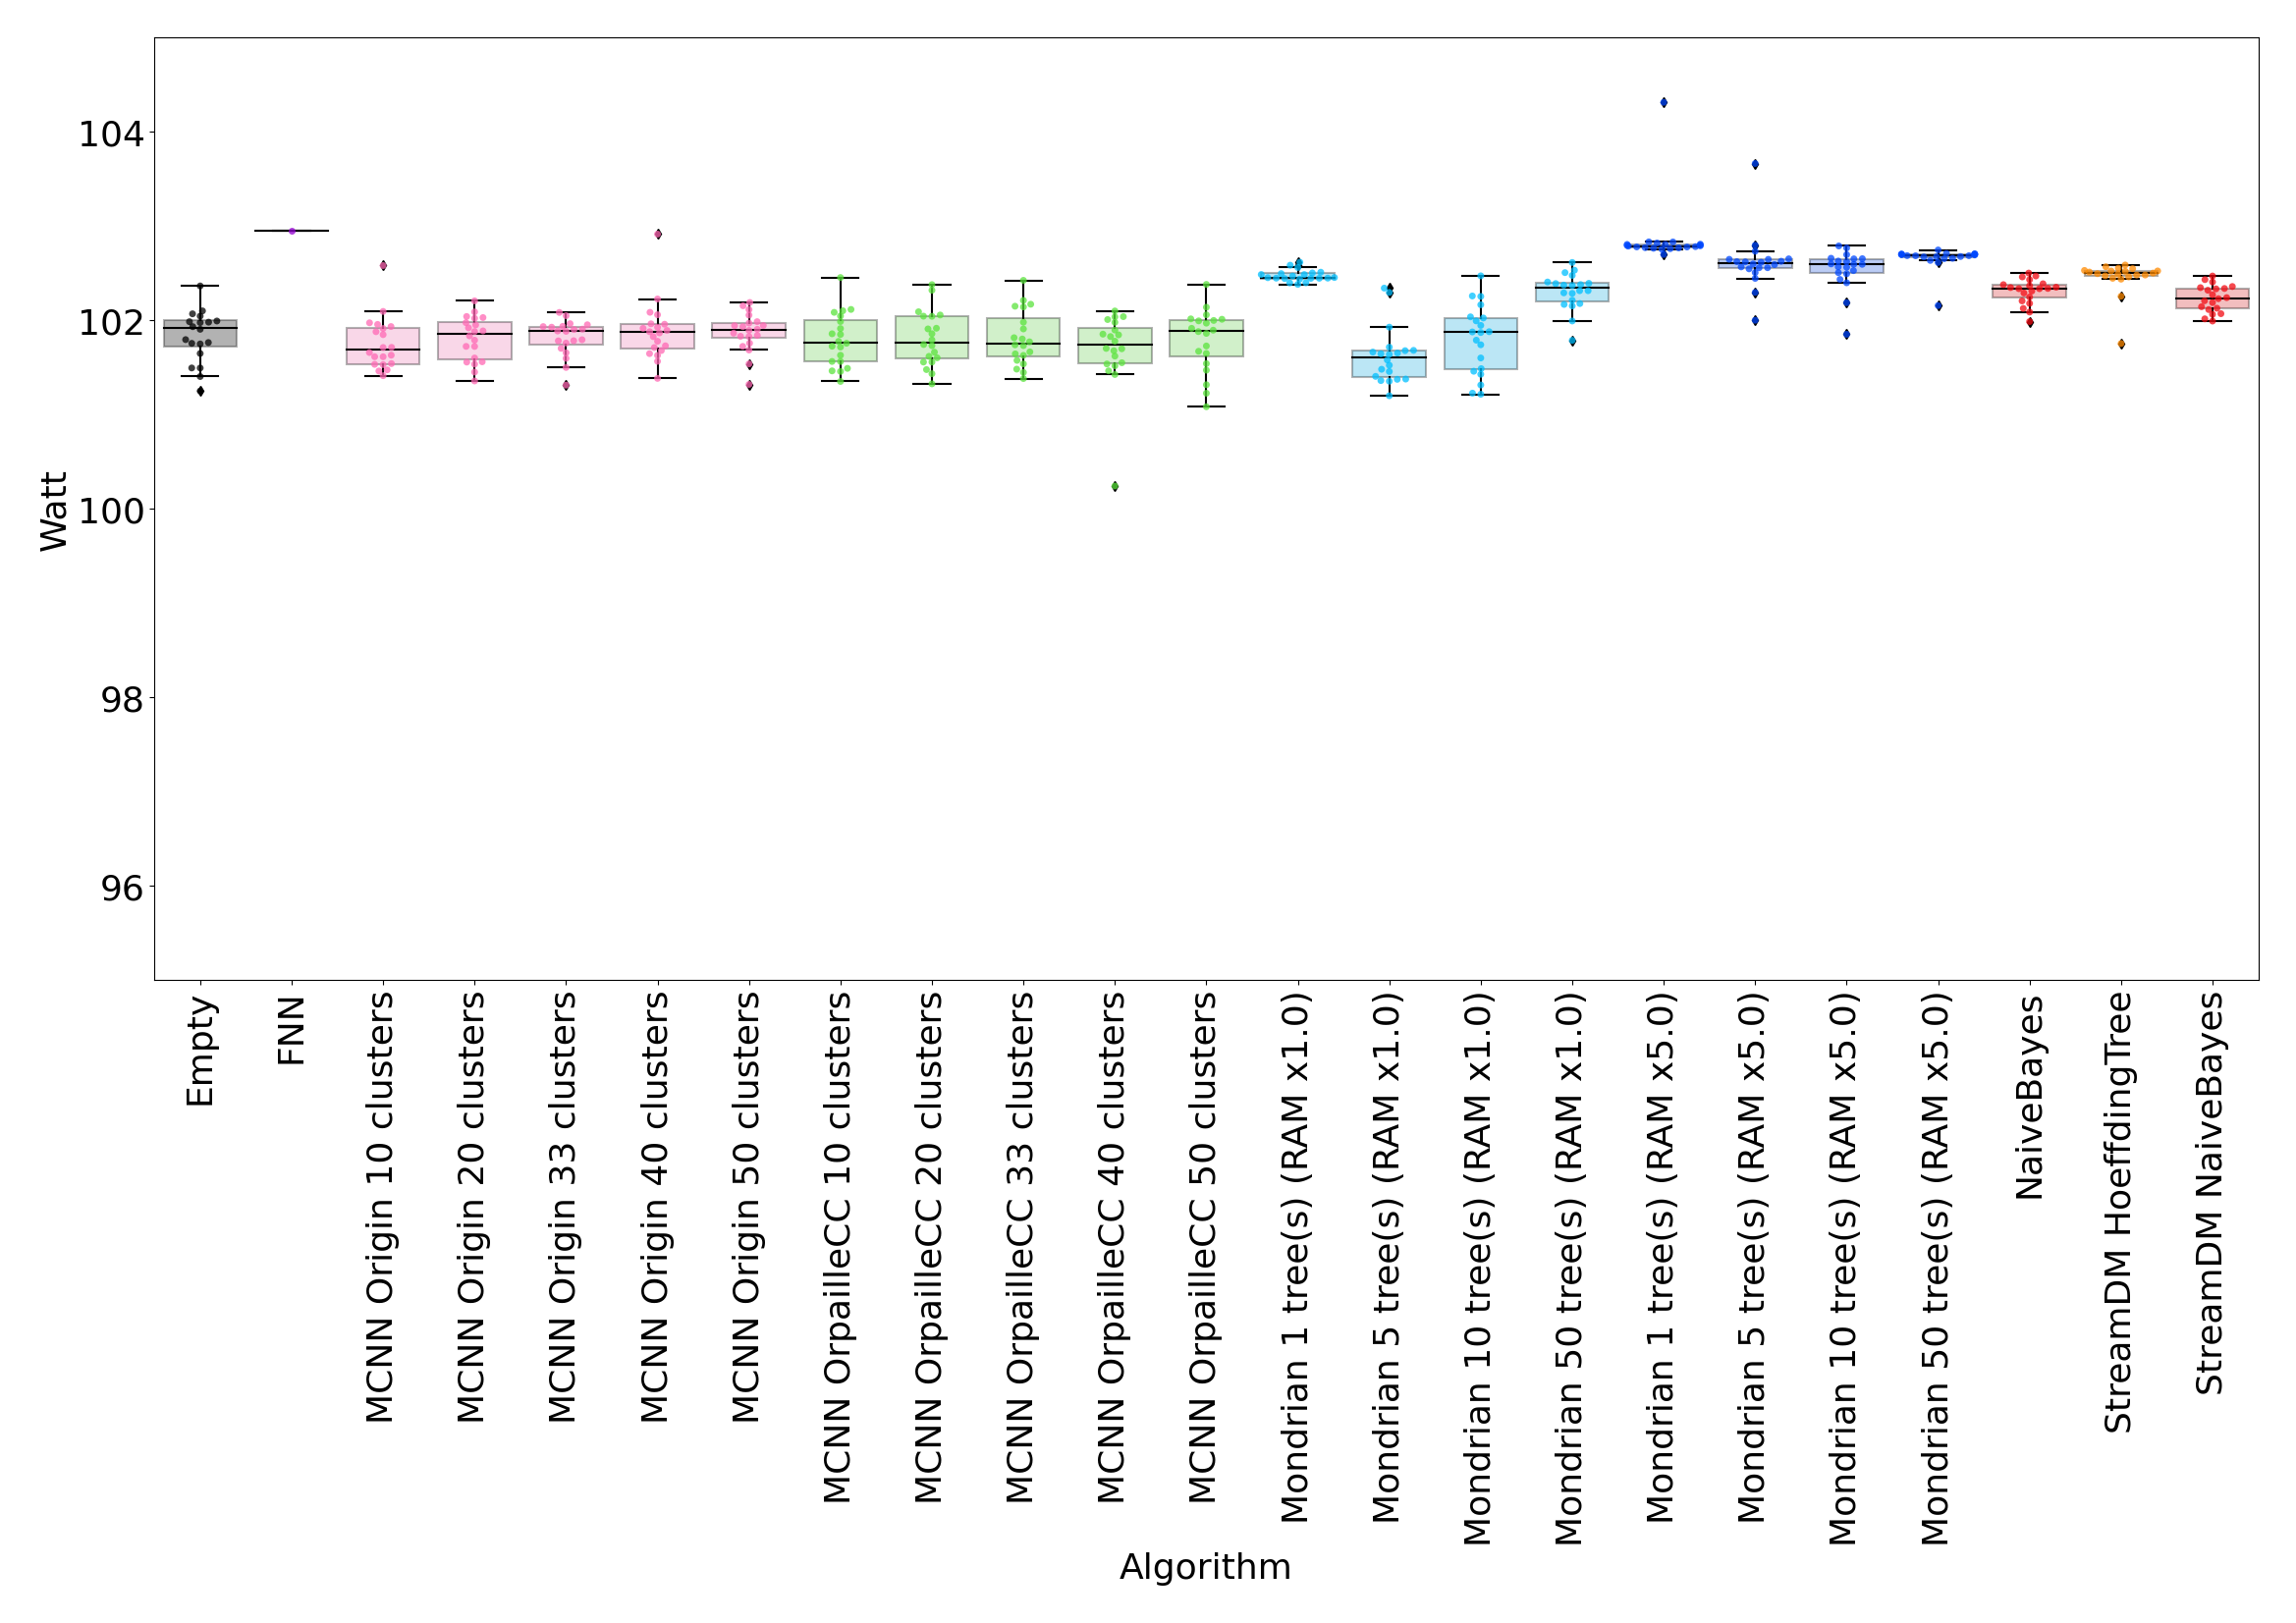 104
102
100
98
96
Watt
Empty
FNN
MCNN Origin 10 clusters
MCNN Origin 20 clusters
MCNN Origin 33 clusters
MCNN Origin 40 clusters
MCNN Origin 50 clusters
MCNN OrpailleCC 10 clusters
MCNN OrpailleCC 20 clusters
MCNN OrpailleCC 33 clusters
MCNN OrpailleCC 40 clusters
MCNN OrpailleCC 50 clusters
Mondrian 1 tree(s) (RAM x1.0)
Mondrian 5 tree(s) (RAM x1.0)
Mondrian 10 tree(s) (RAM x1.0)
Mondrian 50 tree(s) (RAM x1.0)
Mondrian 1 tree(s) (RAM x5.0)
Mondrian 5 tree(s) (RAM x5.0)
Mondrian 10 tree(s) (RAM x5.0)
Mondrian 50 tree(s) (RAM x5.0)
NaiveBayes
StreamDM HoeffdingTree
StreamDM NaiveBayes
Algorithm